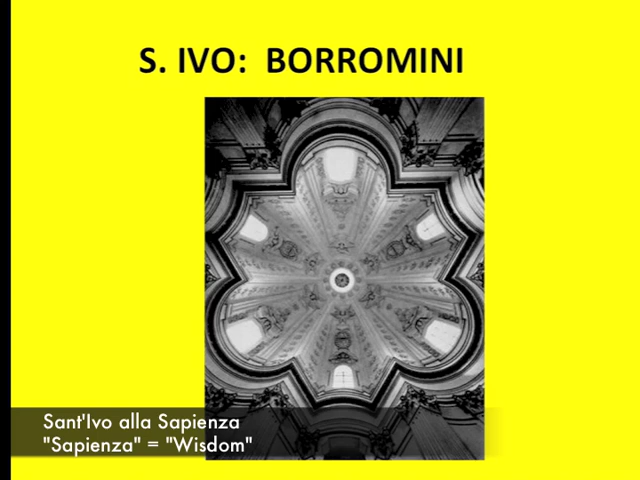 S. IVO: BORROMINI
Sant'Ivo alla Sapienza
"Sapienza" = "Wisdom"